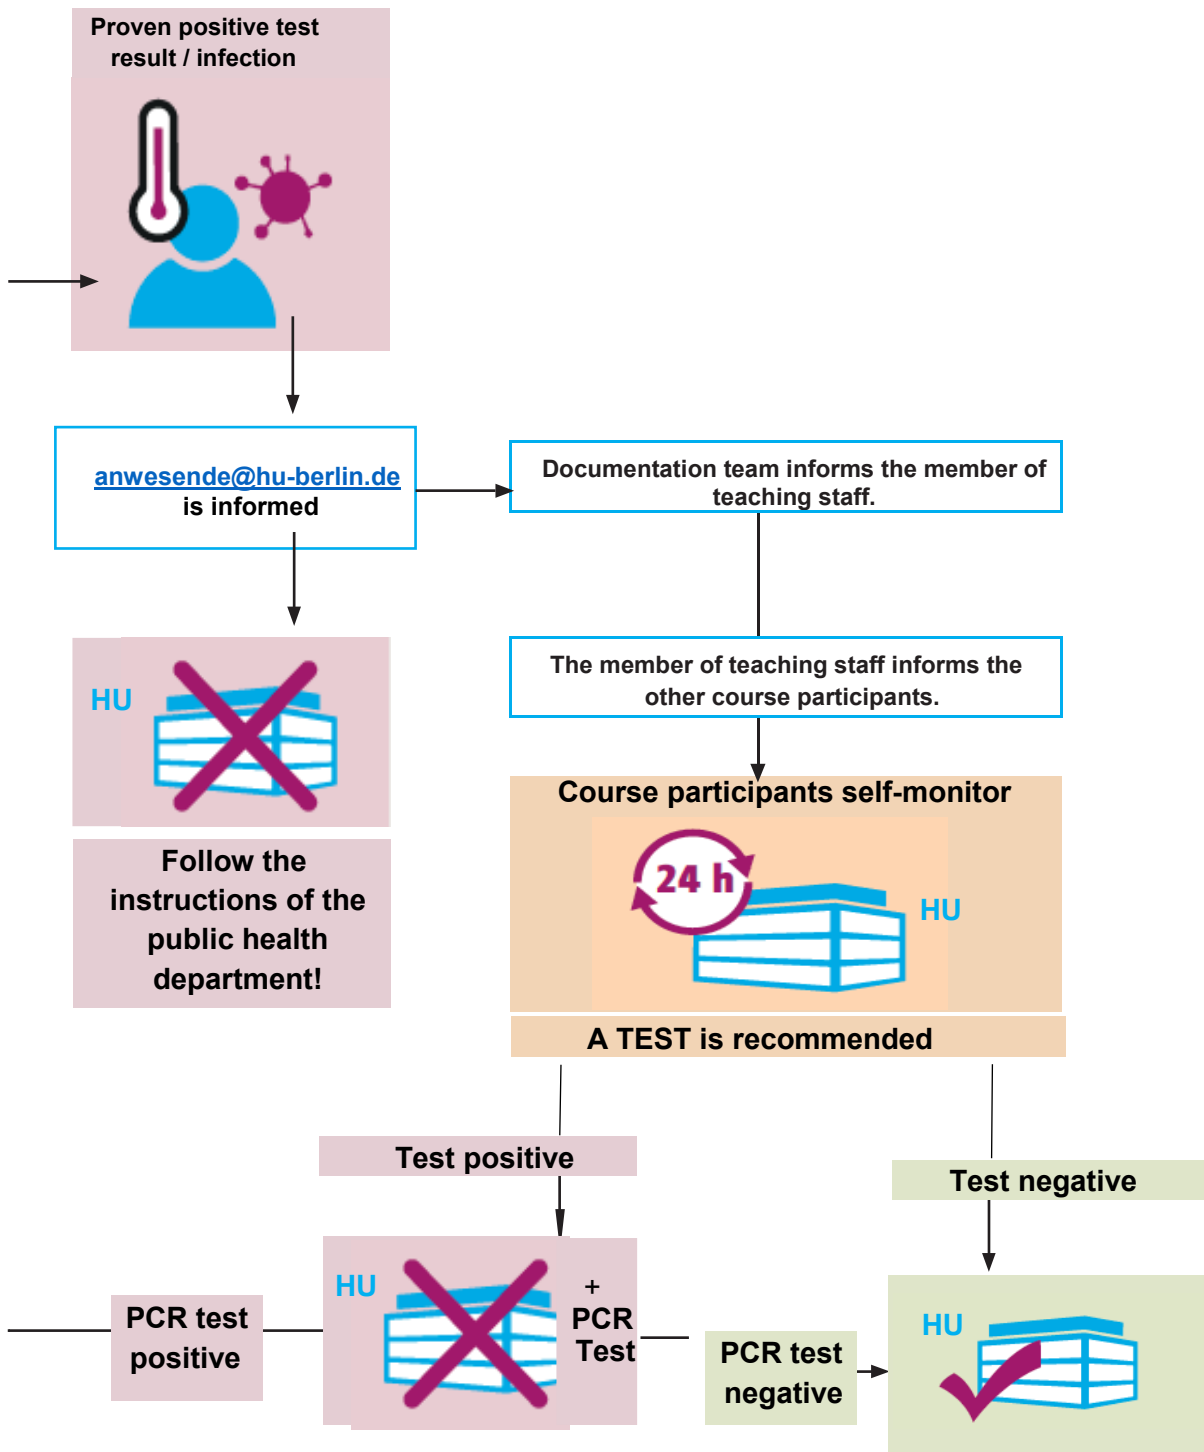 Proven positive test
result / infection
anwesende@hu-berlin.de
is informed
Documentation team informs the member of
teaching staff.
The member of teaching staff informs the
other course participants.
HU
Follow the
instructions of the
public health
department!
Course participants self-monitor
24 h
HU
A TEST is recommended
Test positive
Test negative
HU
+
PCR
Test
PCR test
positive
PCR test
negative
HU